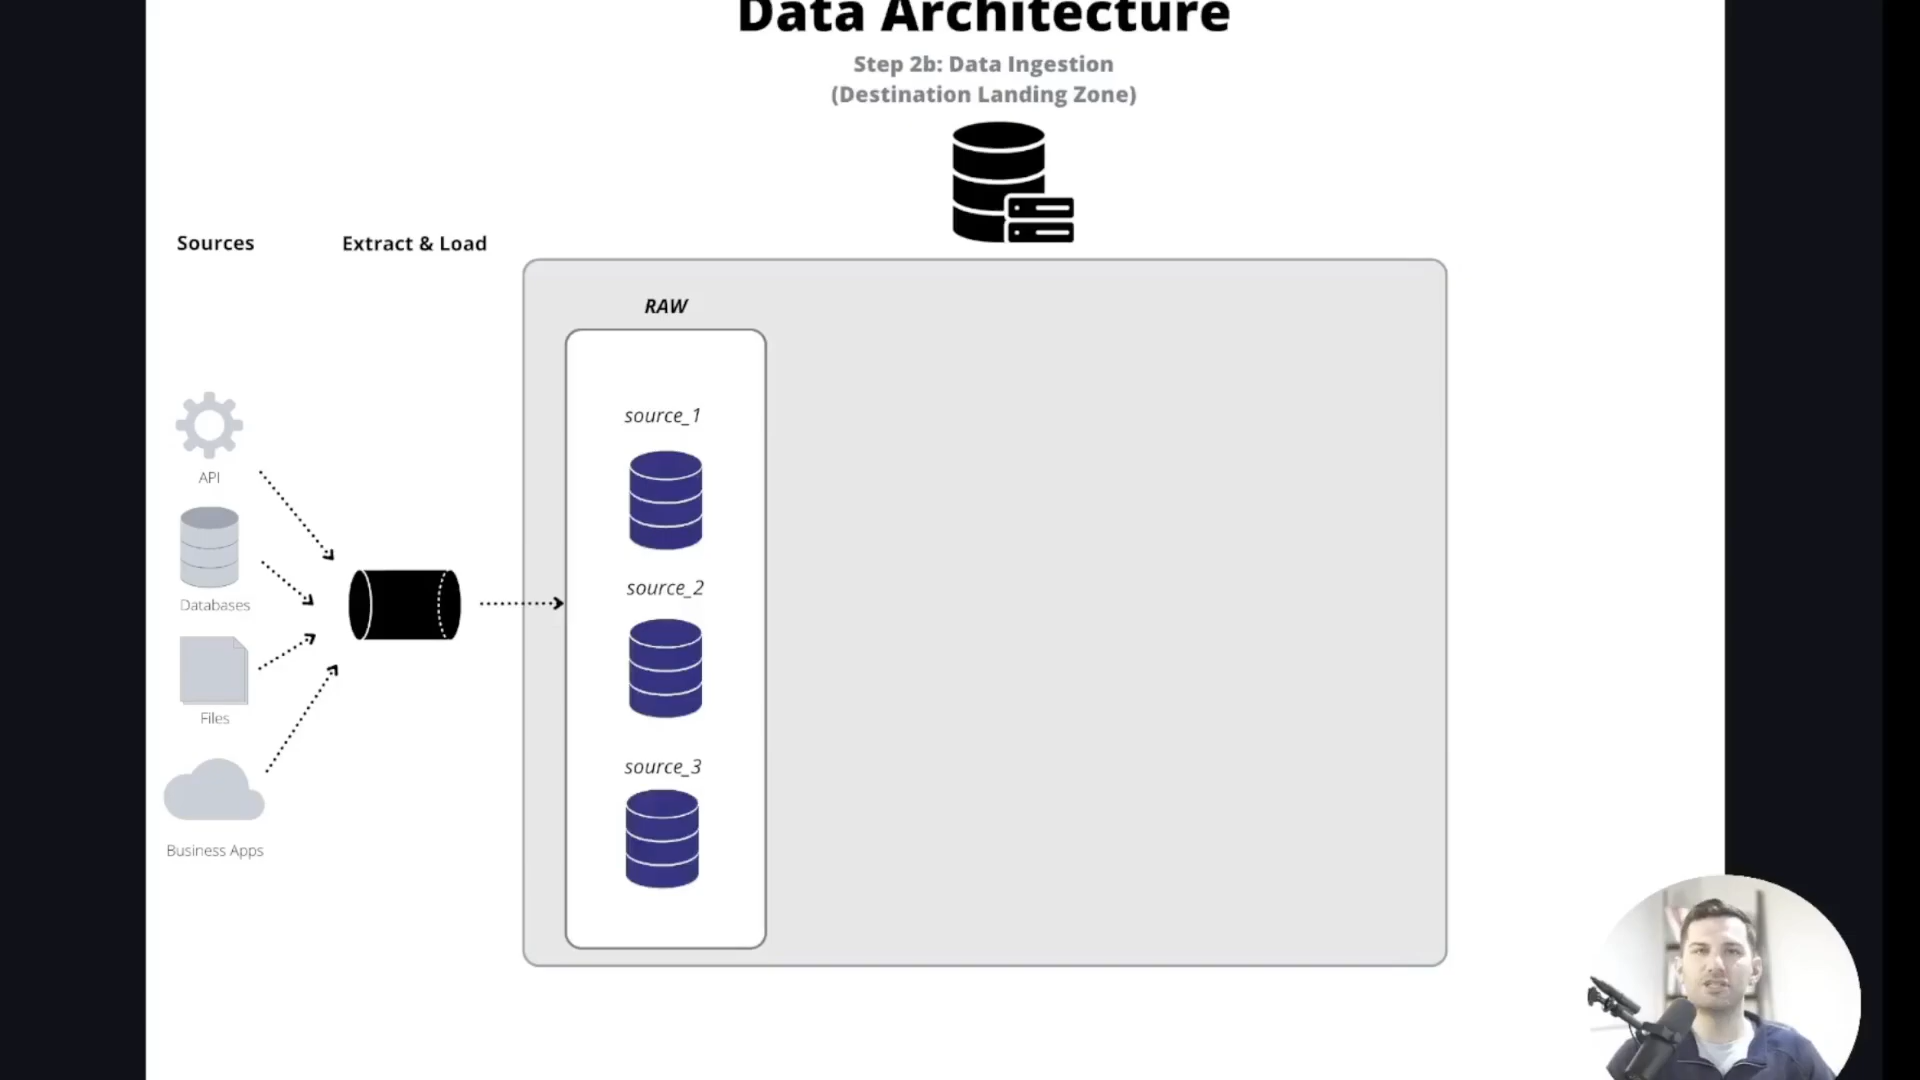 Data Architecture
Step 2b: Data Ingestion
(Destination Landing Zone)
Sources
Extract & Load
RAW
source_1
API
source_2
Databases
Files
source_3
Business Apps